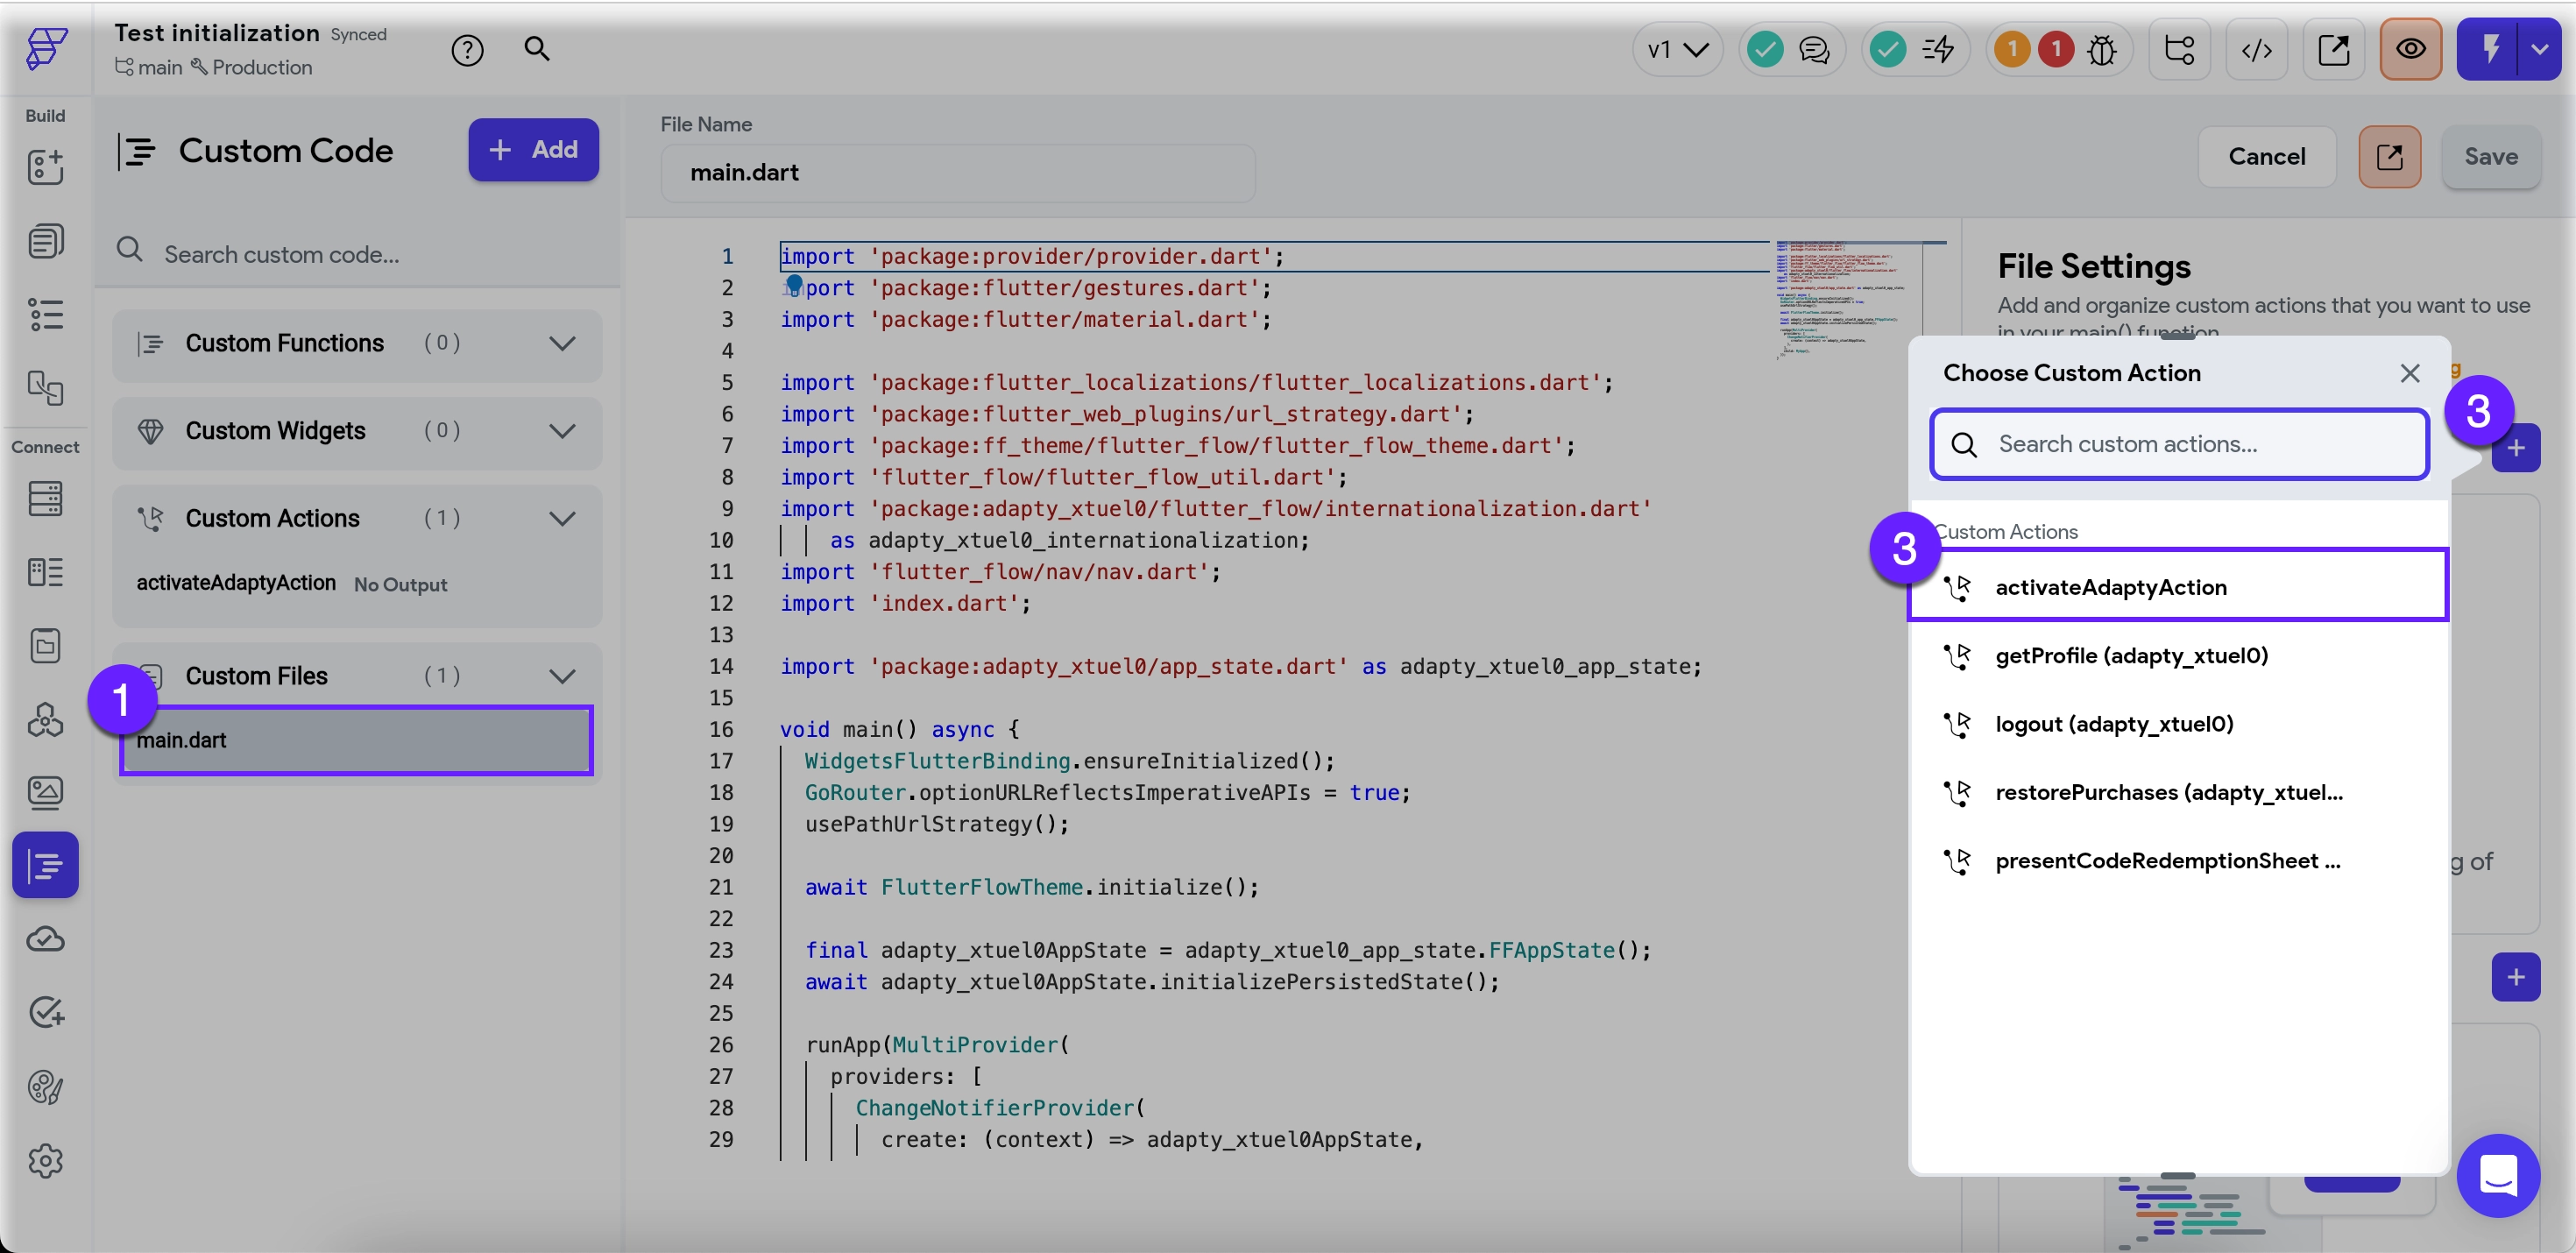 Test initialization Synced
main Production
v1
1 1
Build
Connect
Custom Code
+ Add
Search custom code...
Custom Functions (0)
Custom Widgets (0)
Custom Actions (1)
activateAdaptyAction No Output
Custom Files (1)
1
main.dart
File Name
main.dart
Cancel
Save
1 import 'package:provider/provider.dart';
2 import 'package:flutter/gestures.dart';
3 import 'package:flutter/material.dart';
4
5 import 'package:flutter_localizations/flutter_localizations.dart';
6 import 'package:flutter_web_plugins/url_strategy.dart';
7 import 'package:ff_theme/flutter_flow/flutter_flow_theme.dart';
8 import 'flutter_flow/flutter_flow_util.dart';
9 import 'package:adapty_xtuel0/flutter_flow/internationalization.dart'
10 as adapty_xtuel0_internationalization;
11 import 'flutter_flow/nav/nav.dart';
12 import 'index.dart';
13
14 import 'package:adapty_xtuel0/app_state.dart' as adapty_xtuel0_app_state;
15
16 void main() async {
17 WidgetsFlutterBinding.ensureInitialized();
18 GoRouter.optionURLReflectsImperativeAPIs = true;
19 usePathUrlStrategy();
20
21 await FlutterFlowTheme.initialize();
22
23 final adapty_xtuel0AppState = adapty_xtuel0_app_state.FFAppState();
24 await adapty_xtuel0AppState.initializePersistedState();
25
26 runApp(MultiProvider(
27 providers: [
28 ChangeNotifierProvider(
29 create: (context) => adapty_xtuel0AppState,
File Settings
Add and organize custom actions that you want to use
in your main() function
Choose Custom Action
3
Search custom actions...
Custom Actions
3
activateAdaptyAction
getProfile (adapty_xtuel0)
logout (adapty_xtuel0)
restorePurchases (adapty_xtuel...
presentCodeRedemptionSheet ...
g of